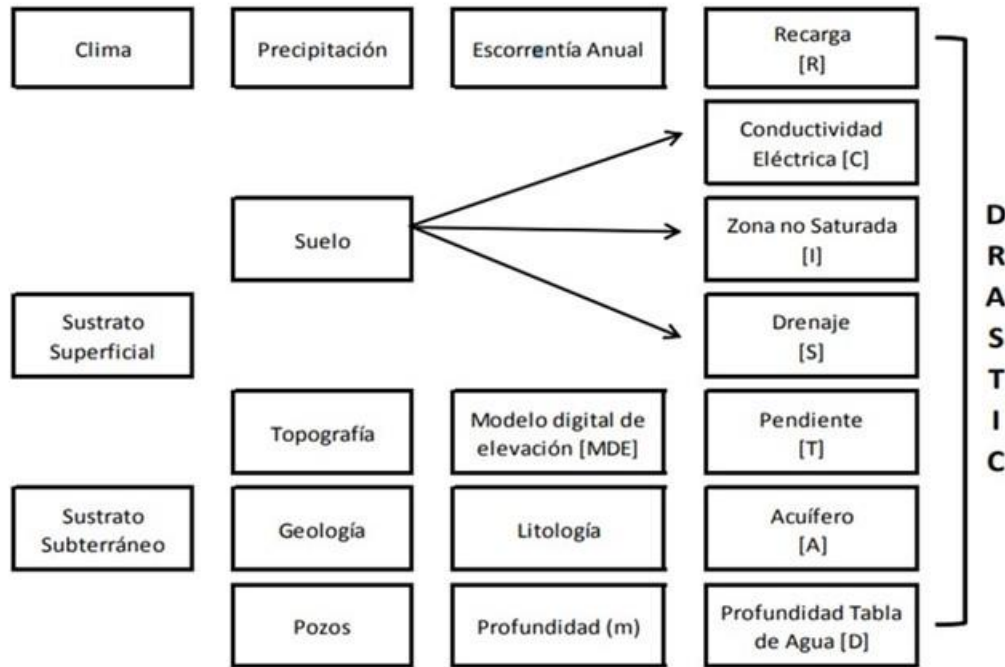 Clima
Precipitación
Escorrentía Anual
Recarga
[R]
Conductividad
Eléctrica [C]
Suelo
Zona no Saturada
[I]
Sustrato
Superficial
Drenaje
[S]
Topografía
Modelo digital de
elevación [MDE]
Pendiente
[T]
Sustrato
Subterráneo
Geología
Litología
Acuífero
[A]
Pozos
Profundidad (m)
Profundidad Tabla
de Agua [D]
D
R
A
S
T
I
C